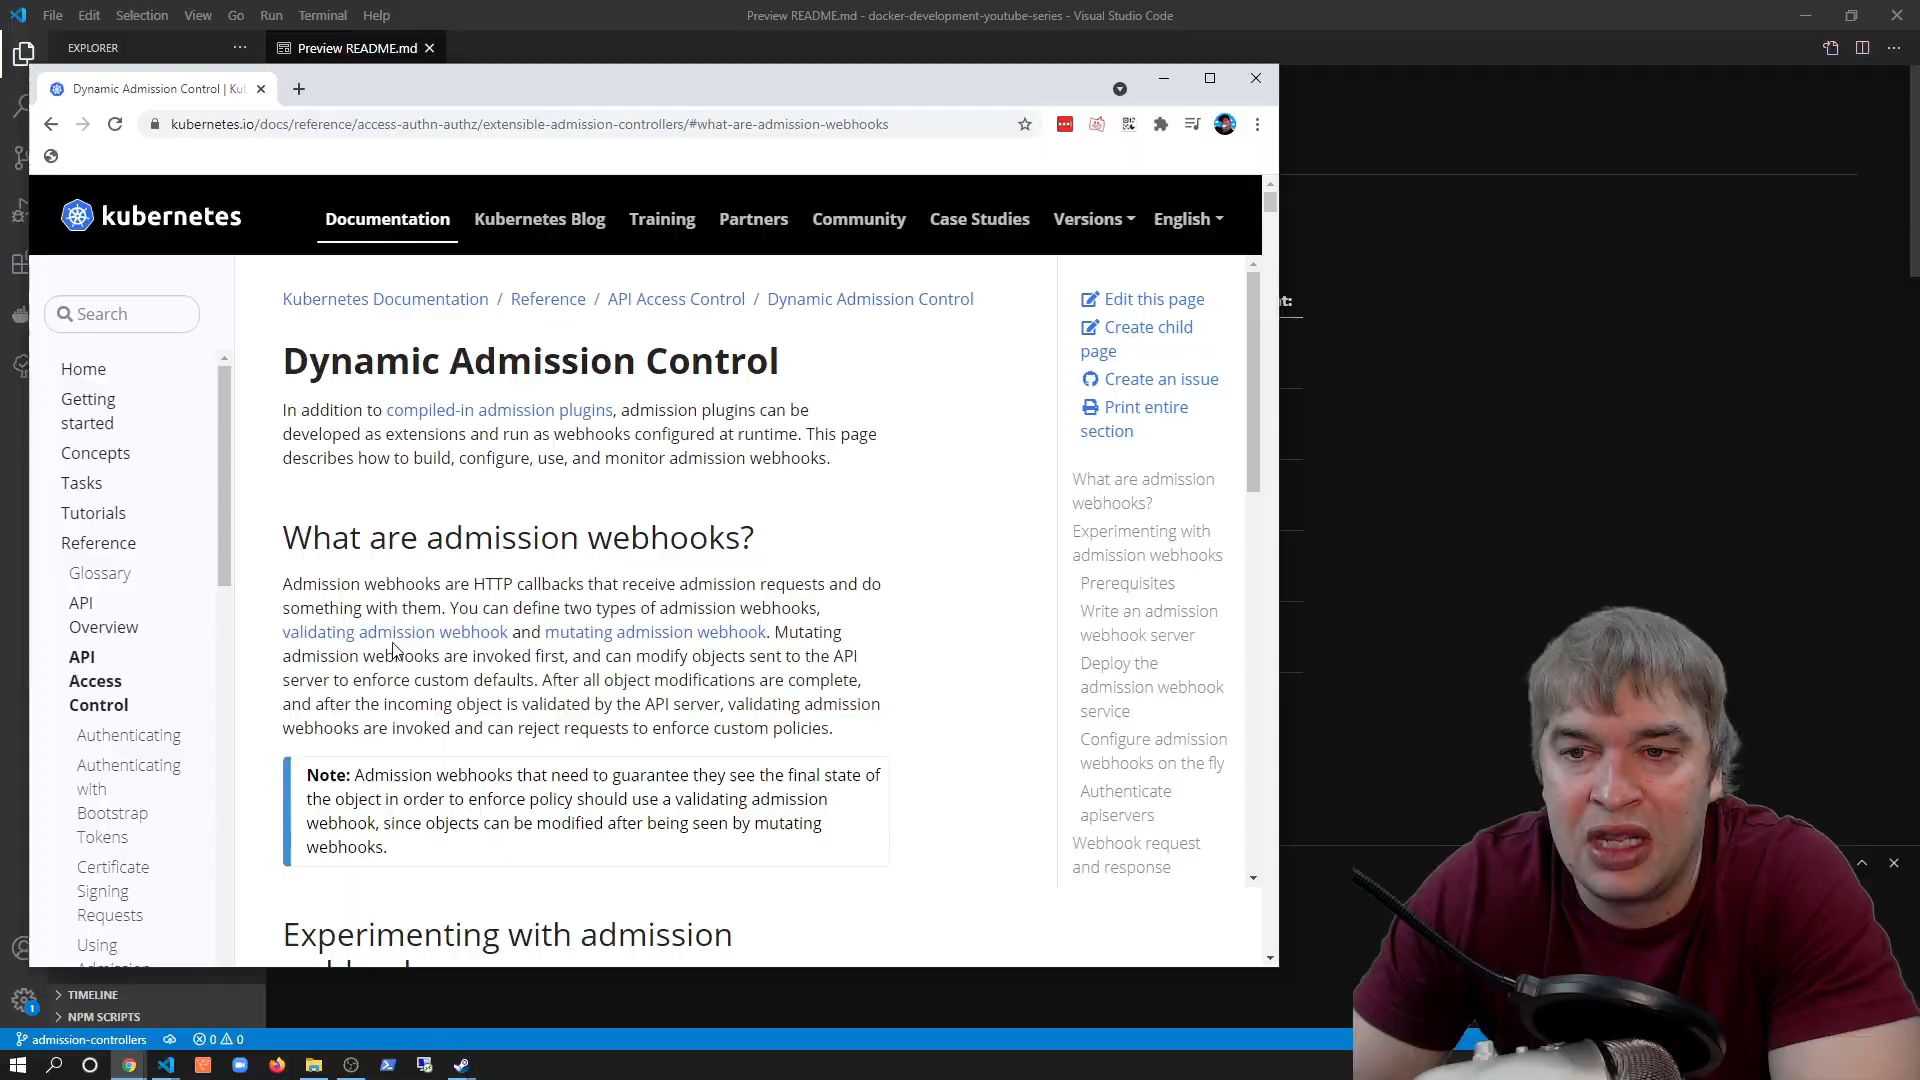 File Edit Selection View Go Run Terminal Help
Preview README.md - docker-development-youtube-series - Visual Studio Code
EXPLORER
Preview README.md
Dynamic Admission Control | Ku
kubernetes.io/docs/reference/access-authn-authz/extensible-admission-controllers/#what-are-admission-webhooks
kubernetes
Documentation Kubernetes Blog Training Partners Community Case Studies Versions English
Search
Home
Getting
started
Concepts
Tasks
Tutorials
Reference
Glossary
API
Overview
API
Access
Control
Authenticating
Authenticating
with
Bootstrap
Tokens
Certificate
Signing
Requests
Using
Kubernetes Documentation / Reference / API Access Control / Dynamic Admission Control
Dynamic Admission Control
In addition to compiled-in admission plugins, admission plugins can be
developed as extensions and run as webhooks configured at runtime. This page
describes how to build, configure, use, and monitor admission webhooks.
What are admission webhooks?
Admission webhooks are HTTP callbacks that receive admission requests and do
something with them. You can define two types of admission webhooks,
validating admission webhook and mutating admission webhook. Mutating
admission webhooks are invoked first, and can modify objects sent to the API
server to enforce custom defaults. After all object modifications are complete,
and after the incoming object is validated by the API server, validating admission
webhooks are invoked and can reject requests to enforce custom policies.
Note: Admission webhooks that need to guarantee they see the final state of
the object in order to enforce policy should use a validating admission
webhook, since objects can be modified after being seen by mutating
webhooks.
Experimenting with admission
Edit this page
Create child
page
Create an issue
Print entire
section
What are admission
webhooks?
Experimenting with
admission webhooks
Prerequisites
Write an admission
webhook server
Deploy the
admission webhook
service
Configure admission
webhooks on the fly
Authenticate
apiservers
Webhook request
and response
t:
TIMELINE
NPM SCRIPTS
1
admission-controllers 0 0